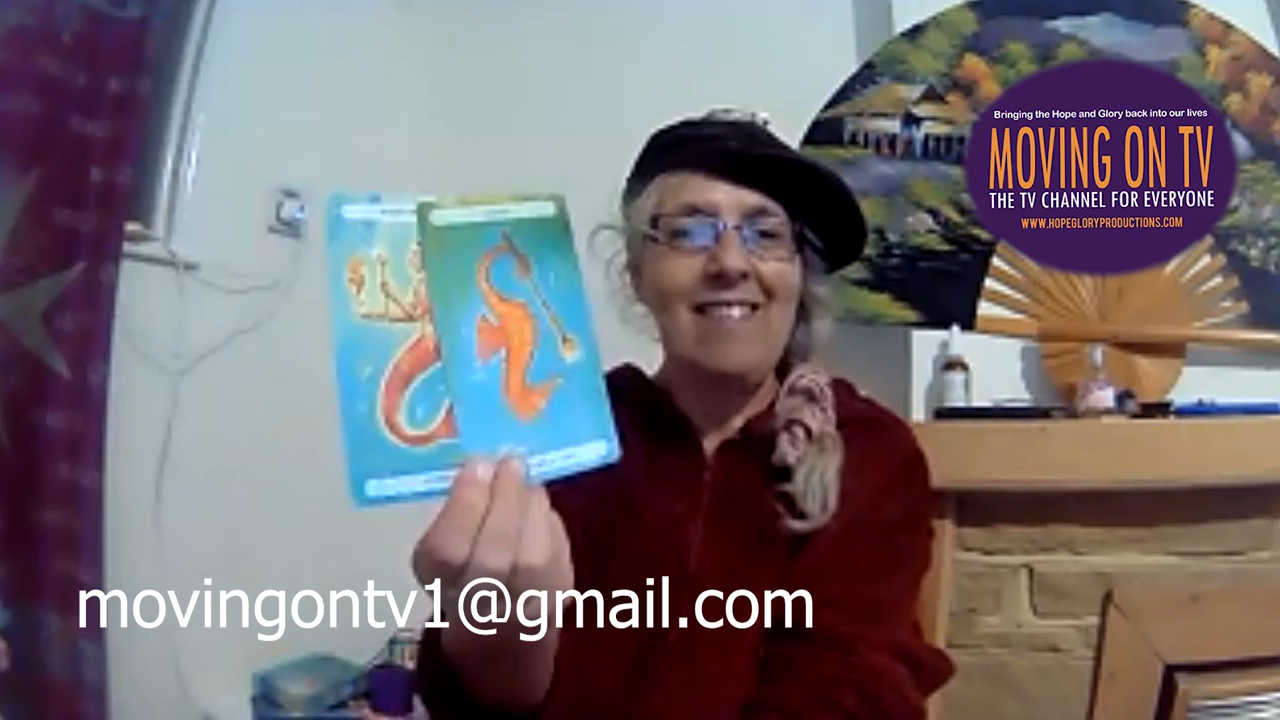 Bringing the Hope and Glory back into our lives
MOVING ON TV
THE TV CHANNEL FOR EVERYONE
WWW.HOPEGLORYPRODUCTIONS.COM
movingontv1@gmail.com